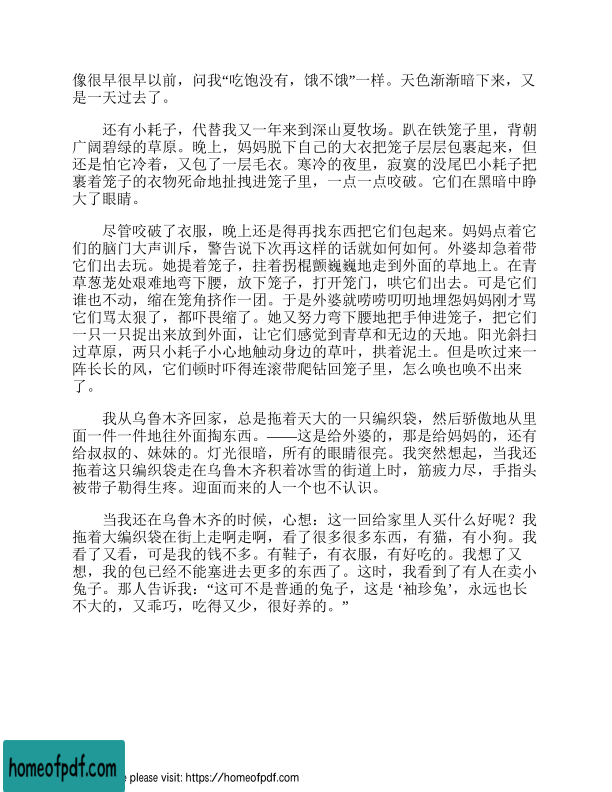 像很早很早以前，问我“吃饱没有，饿不饿”一样。天色渐渐暗下来，又
是一天过去了。
还有小耗子，代替我又一年来到深山夏牧场。趴在铁笼子里，背朝
广阔碧绿的草原。晚上，妈妈脱下自己的大衣把笼子层层包裹起来，但
还是怕它冷着，又包了一层毛衣。寒冷的夜里，寂寞的没尾巴小耗子把
裹着笼子的衣物死命地扯拽进笼子里，一点一点咬破。它们在黑暗中睁
大了眼睛。
尽管咬破了衣服，晚上还是得再找东西把它们包起来。妈妈点着它
们的脑门大声训斥，警告说下次再这样的话就如何如何。外婆却急着带
它们出去玩。她提着笼子，拄着拐棍颤巍巍地走到外面的草地上。在青
草葱茏处艰难地弯下腰，放下笼子，打开笼门，哄它们出去。可是它们
谁也不动，缩在笼角挤作一团。于是外婆就唠唠叨叨地埋怨妈妈刚才骂
它们骂太狠了，都吓畏缩了。她又努力弯下腰地把手伸进笼子，把它们
一只一只捉出来放到外面，让它们感觉到青草和无边的天地。阳光斜扫
过草原，两只小耗子小心地触动身边的草叶，拱着泥土。但是吹过来一
阵长长的风，它们顿时吓得连滚带爬钻回笼子里，怎么唤也唤不出来
了。
我从乌鲁木齐回家，总是拖着天大的一只编织袋，然后骄傲地从里
面一件一件地往外面掏东西。——这是给外婆的，那是给妈妈的，还有
给叔叔的、妹妹的。灯光很暗，所有的眼睛很亮。我突然想起，当我还
拖着这只编织袋走在乌鲁木齐积着冰雪的街道上时，筋疲力尽，手指头
被带子勒得生疼。迎面而来的人一个也不认识。
当我还在乌鲁木齐的时候，心想：这一回给家里人买什么好呢？我
拖着大编织袋在街上走啊走啊，看了很多很多东西，有猫，有小狗。我
看了又看，可是我的钱不多。有鞋子，有衣服，有好吃的。我想了又
想，我的包已经不能塞进去更多的东西了。这时，我看到了有人在卖小
兔子。那人告诉我：“这可不是普通的兔子，这是 ‘袖珍兔’，永远也长
不大的，又乖巧，吃得又少，很好养的。”
homeofpdf.com
e please visit: https://homeofpdf.com